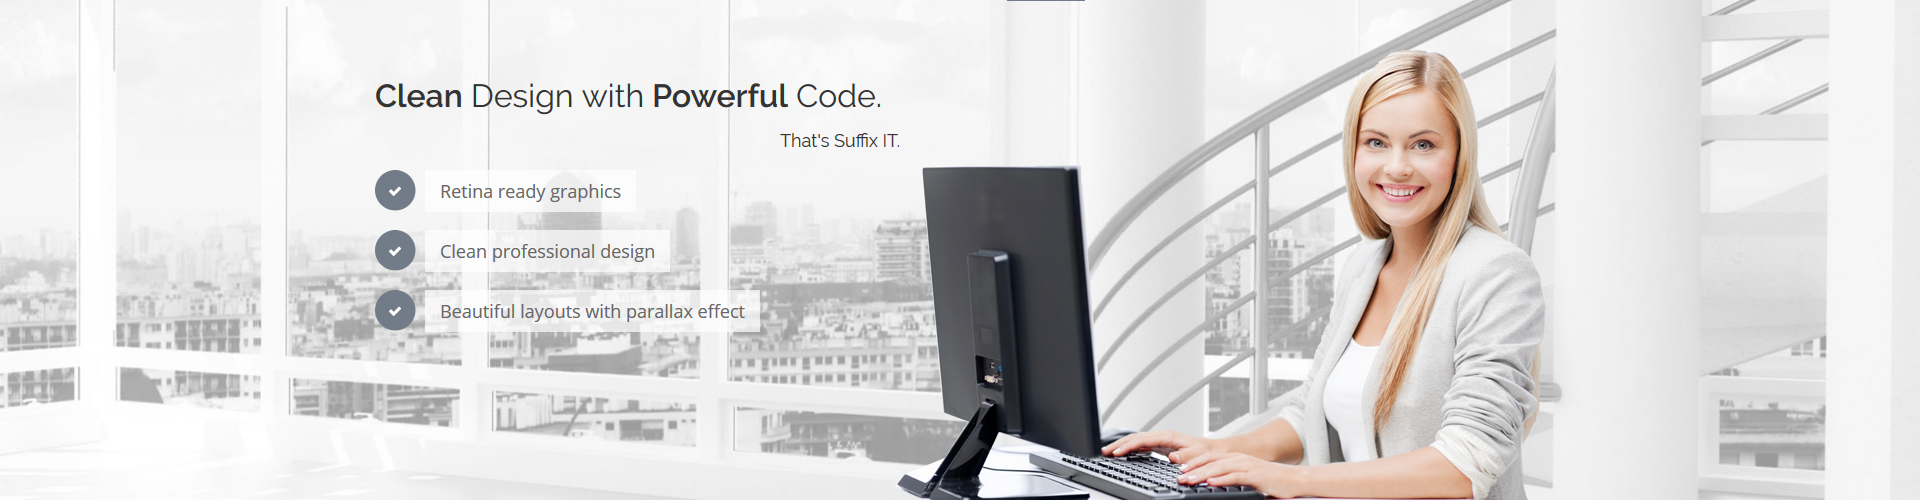 Clean Design with Powerful Code.
That's Suffix IT.
Retina ready graphics
Clean professional design
Beautiful layouts with parallax effect